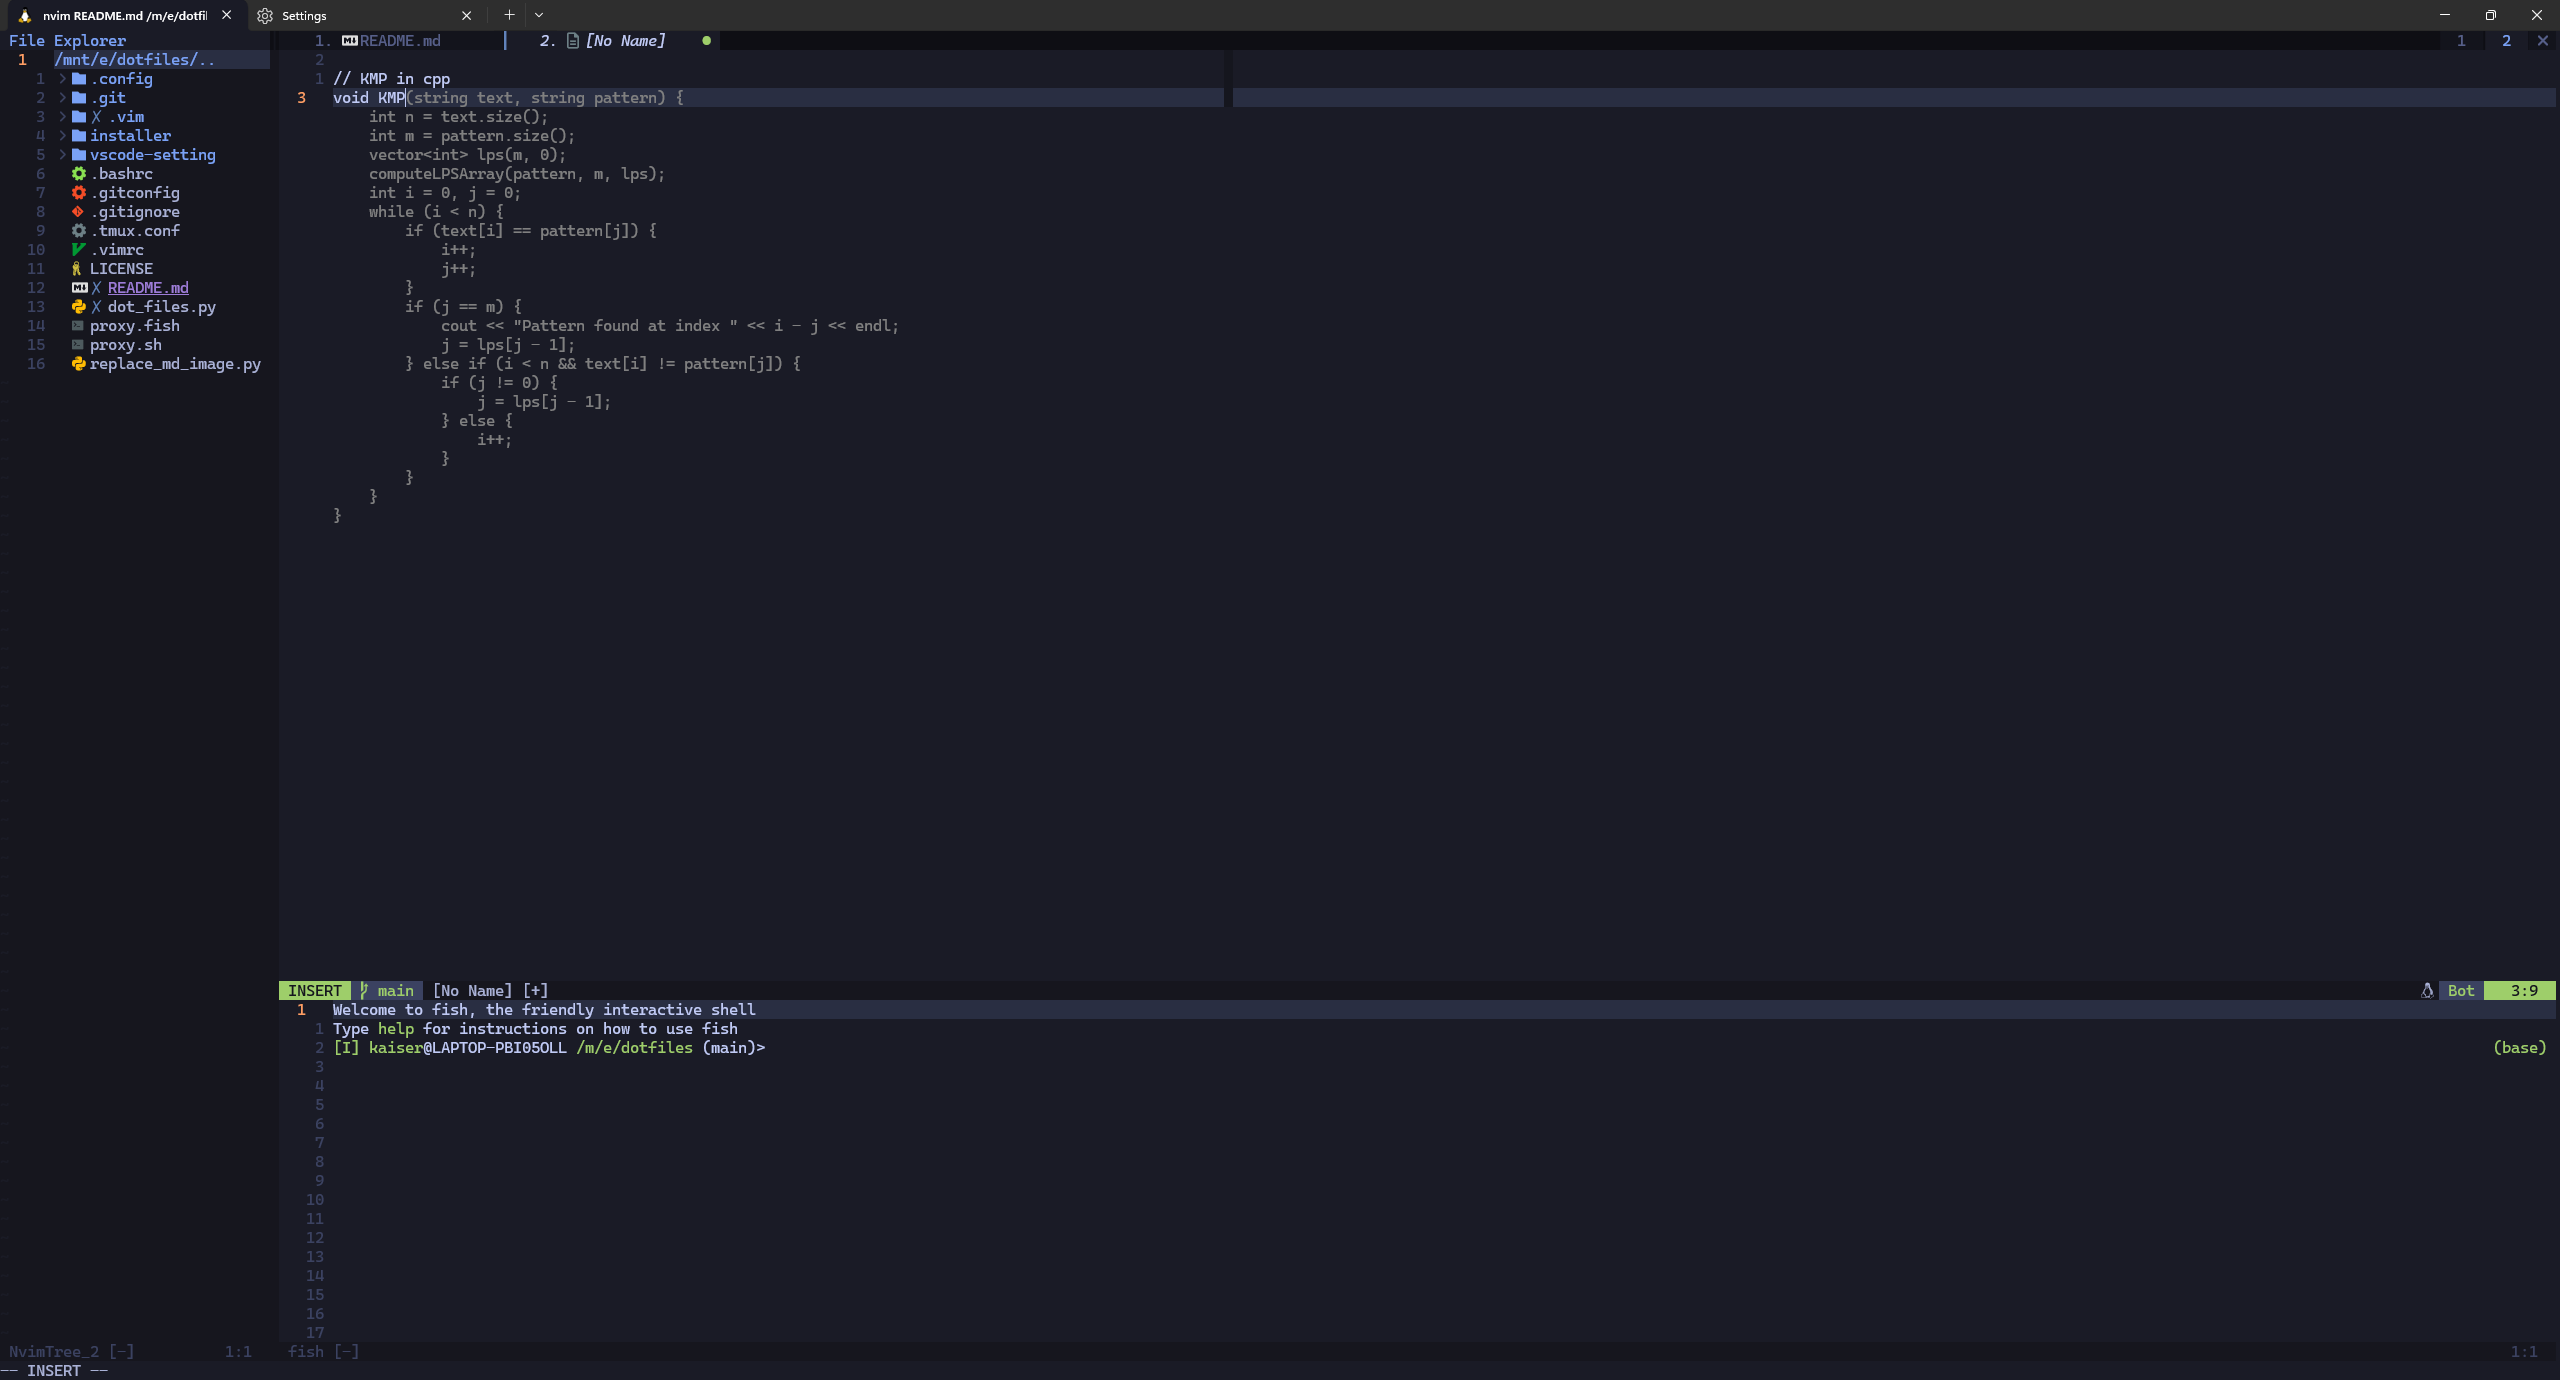 nvim README.md /m/e/dotfil
Settings
File Explorer
1 /mnt/e/dotfiles/..
1 > .config
2 > .git
3 > X .vim
4 > installer
5 > vscode-setting
6 .bashrc
7 .gitconfig
8 .gitignore
9 .tmux.conf
10 .vimrc
11 LICENSE
12 X README.md
13 X dot_files.py
14 proxy.fish
15 proxy.sh
16 replace_md_image.py
1. README.md
2. [No Name]
1 2 ×
2
1 // KMP in cpp
3 void KMP(string text, string pattern) {
    int n = text.size();
    int m = pattern.size();
    vector<int> lps(m, 0);
    computeLPSArray(pattern, m, lps);
    int i = 0, j = 0;
    while (i < n) {
        if (text[i] == pattern[j]) {
            i++;
            j++;
        }
        if (j == m) {
            cout << "Pattern found at index " << i - j << endl;
            j = lps[j - 1];
        } else if (i < n && text[i] != pattern[j]) {
            if (j != 0) {
                j = lps[j - 1];
            } else {
                i++;
            }
        }
    }
}
INSERT main [No Name] [+] Bot 3:9
1 Welcome to fish, the friendly interactive shell
1 Type help for instructions on how to use fish
2 [I] kaiser@LAPTOP-PBI05OLL /m/e/dotfiles (main)> (base)
3
4
5
6
7
8
9
10
11
12
13
14
15
16
17
NvimTree_2 [-] 1:1 fish [-] 1:1
-- INSERT --